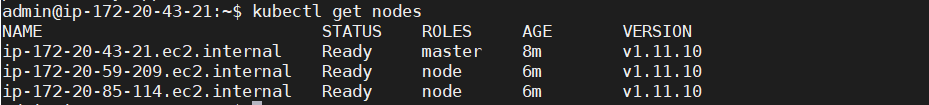 admin@ip-172-20-43-21:~$ kubectl get nodes
NAME STATUS ROLES AGE VERSION
ip-172-20-43-21.ec2.internal Ready master 8m v1.11.10
ip-172-20-59-209.ec2.internal Ready node 6m v1.11.10
ip-172-20-85-114.ec2.internal Ready node 6m v1.11.10